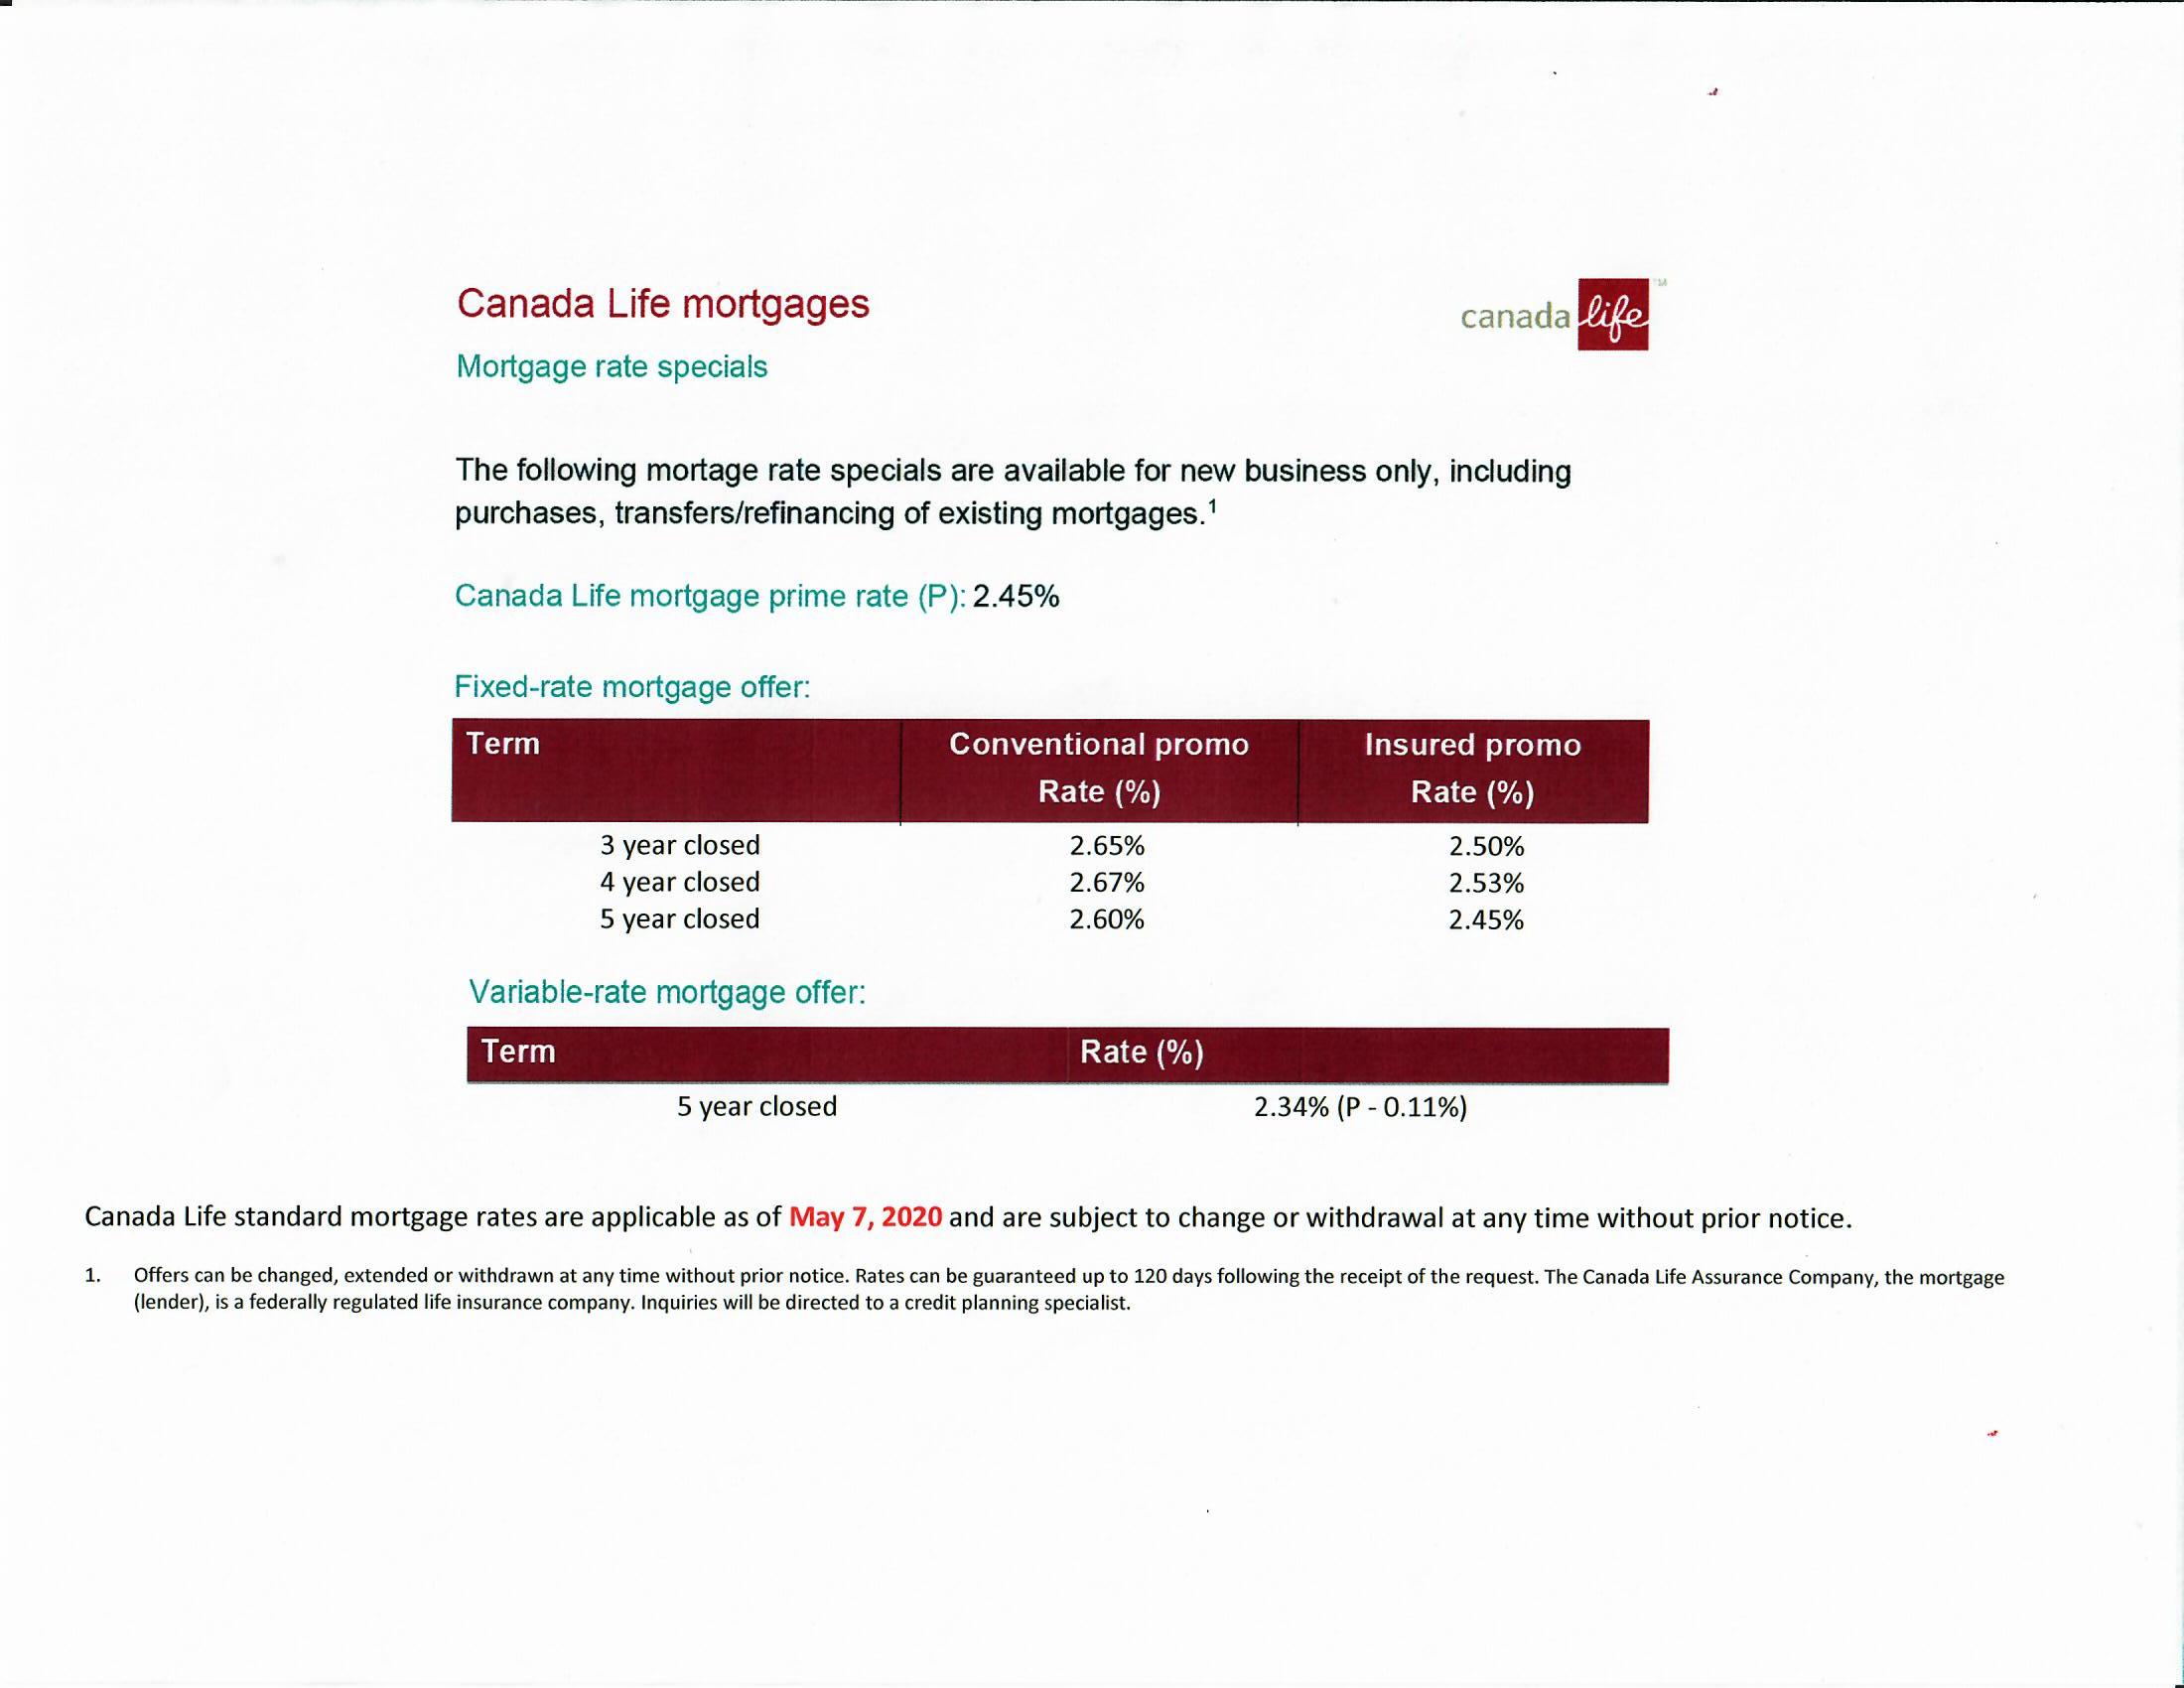 Canada Life mortgages
canada life ™
Mortgage rate specials
The following mortage rate specials are available for new business only, including
purchases, transfers/refinancing of existing mortgages.¹
Canada Life mortgage prime rate (P): 2.45%
Fixed-rate mortgage offer:
Term Conventional promo Insured promo
Rate (%) Rate (%)
3 year closed 2.65% 2.50%
4 year closed 2.67% 2.53%
5 year closed 2.60% 2.45%
Variable-rate mortgage offer:
Term Rate (%)
5 year closed 2.34% (P - 0.11%)
Canada Life standard mortgage rates are applicable as of May 7, 2020 and are subject to change or withdrawal at any time without prior notice.
1. Offers can be changed, extended or withdrawn at any time without prior notice. Rates can be guaranteed up to 120 days following the receipt of the request. The Canada Life Assurance Company, the mortgage
(lender), is a federally regulated life insurance company. Inquiries will be directed to a credit planning specialist.